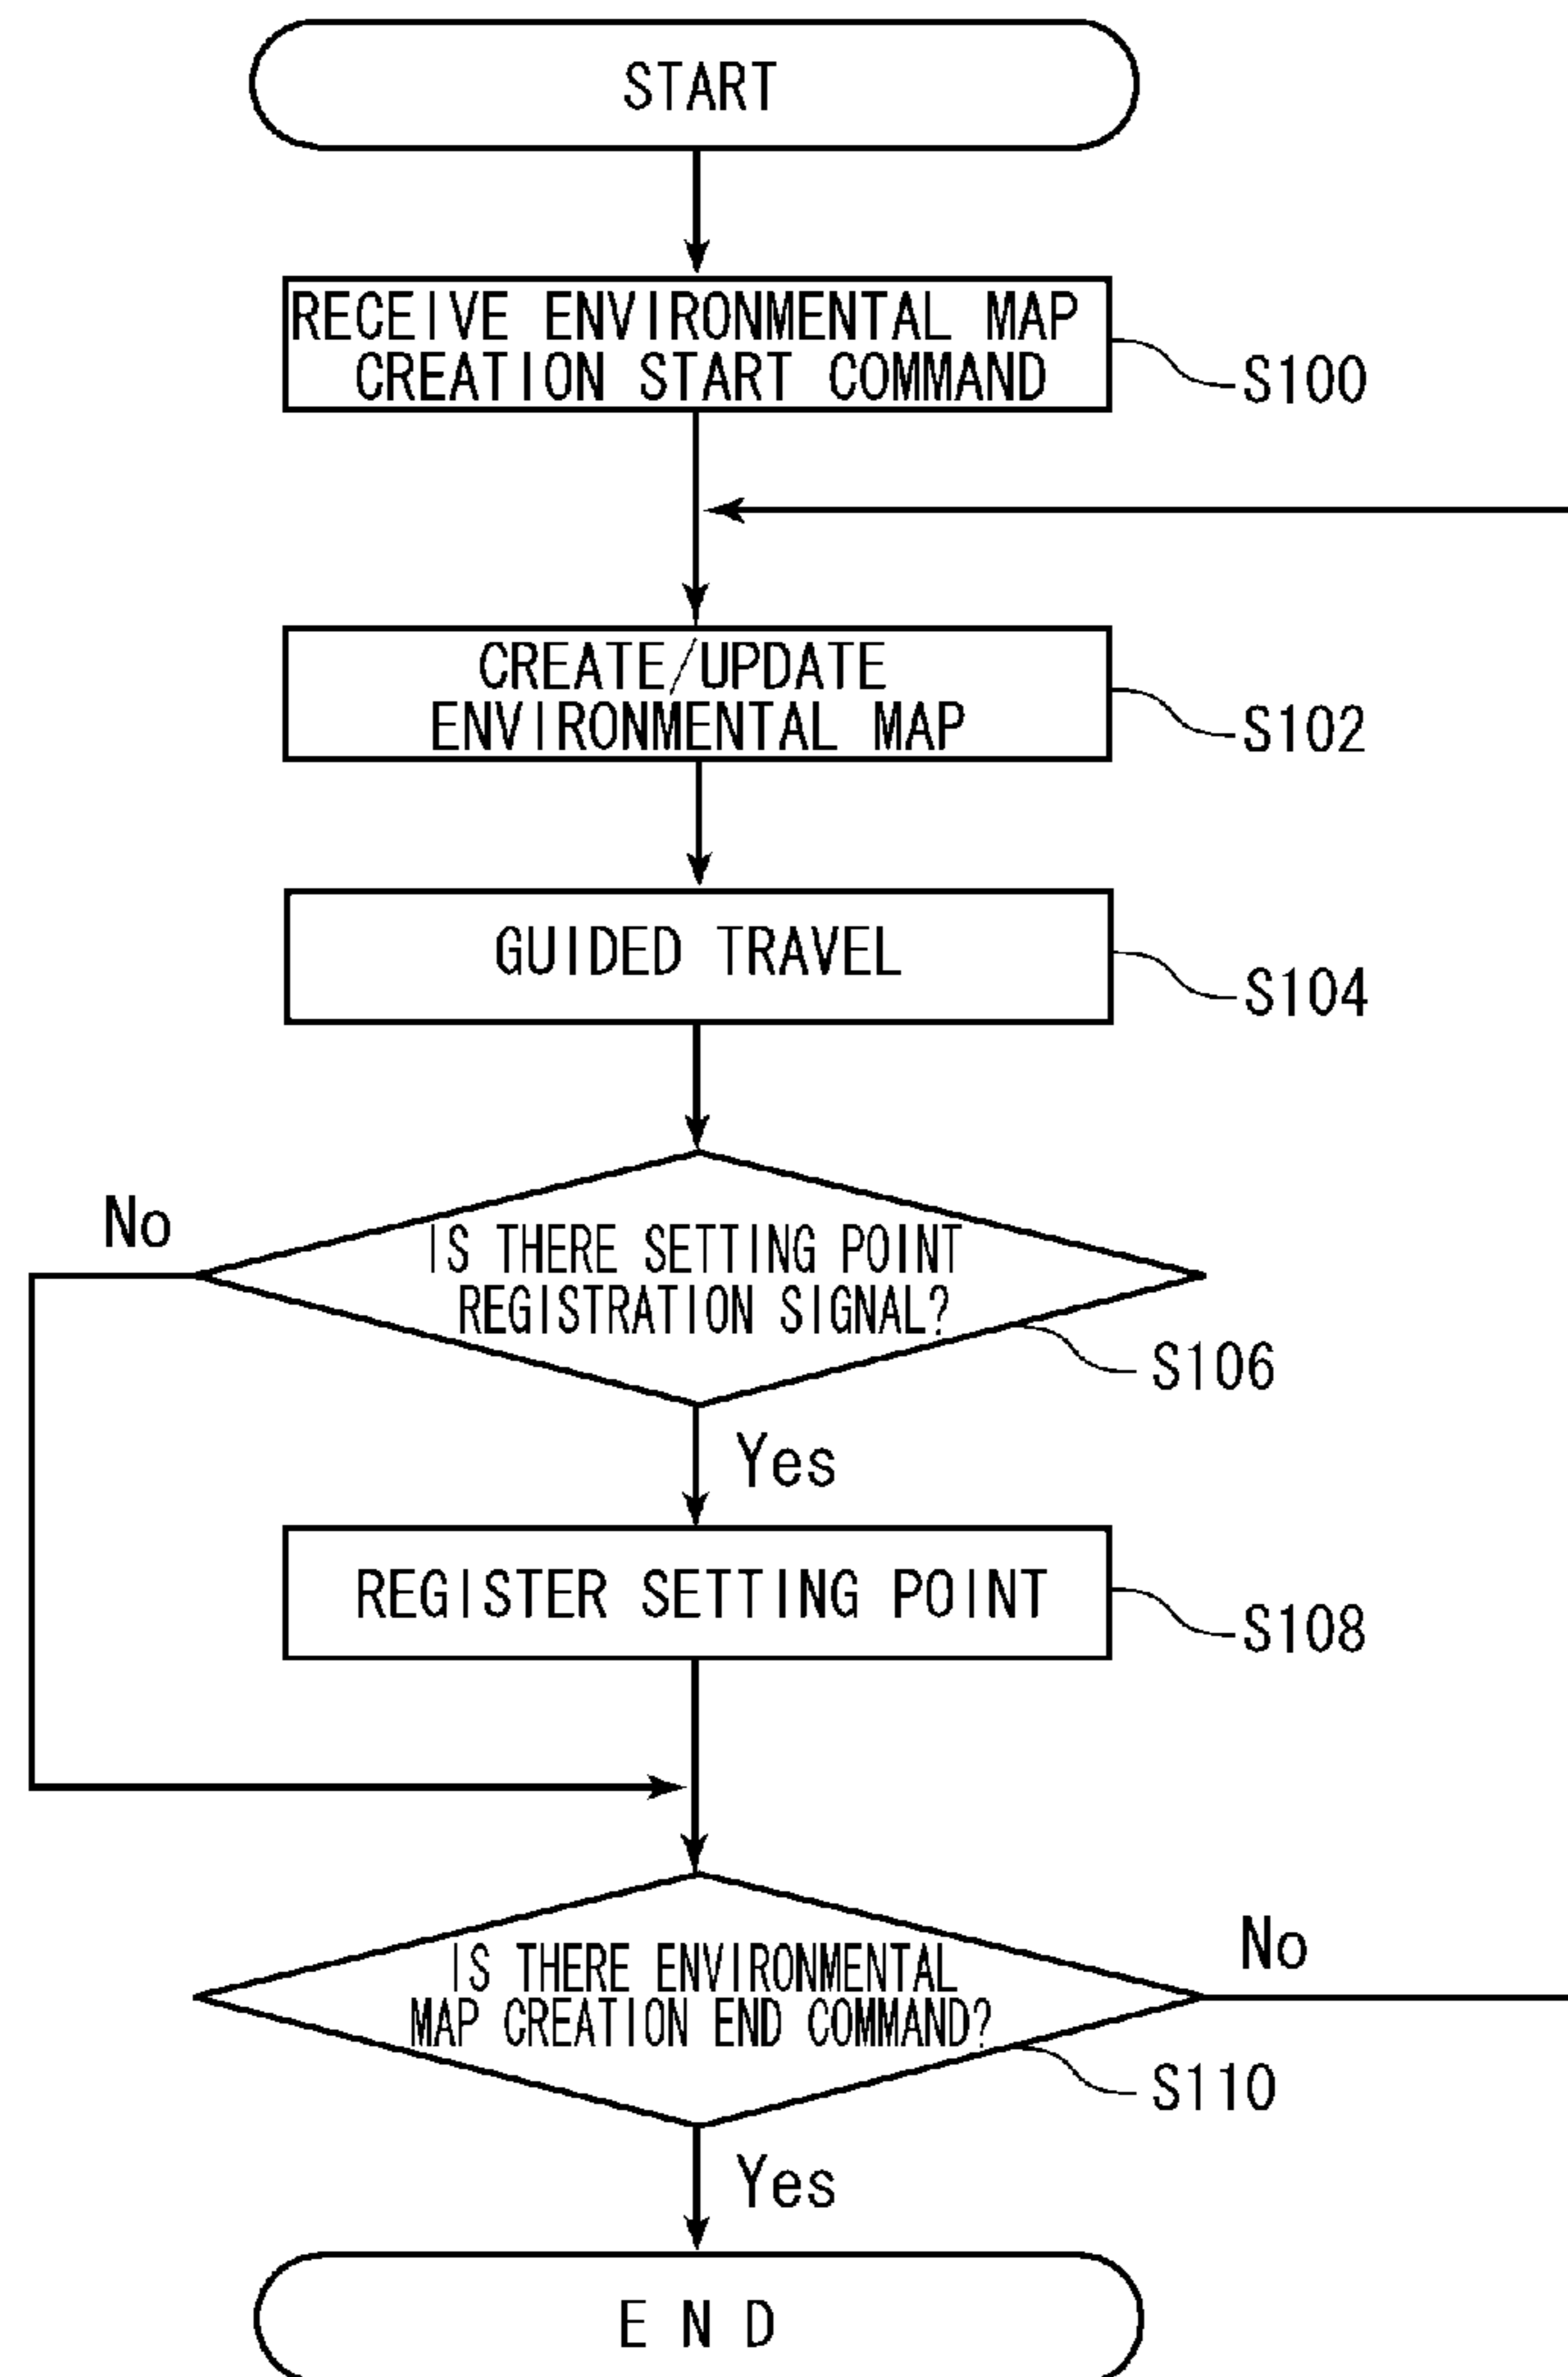 START
RECEIVE ENVIRONMENTAL MAP
CREATION START COMMAND
S100
CREATE/UPDATE
ENVIRONMENTAL MAP
S102
GUIDED TRAVEL
S104
No
IS THERE SETTING POINT
REGISTRATION SIGNAL?
S106
Yes
REGISTER SETTING POINT
S108
No
IS THERE ENVIRONMENTAL
MAP CREATION END COMMAND?
S110
Yes
END